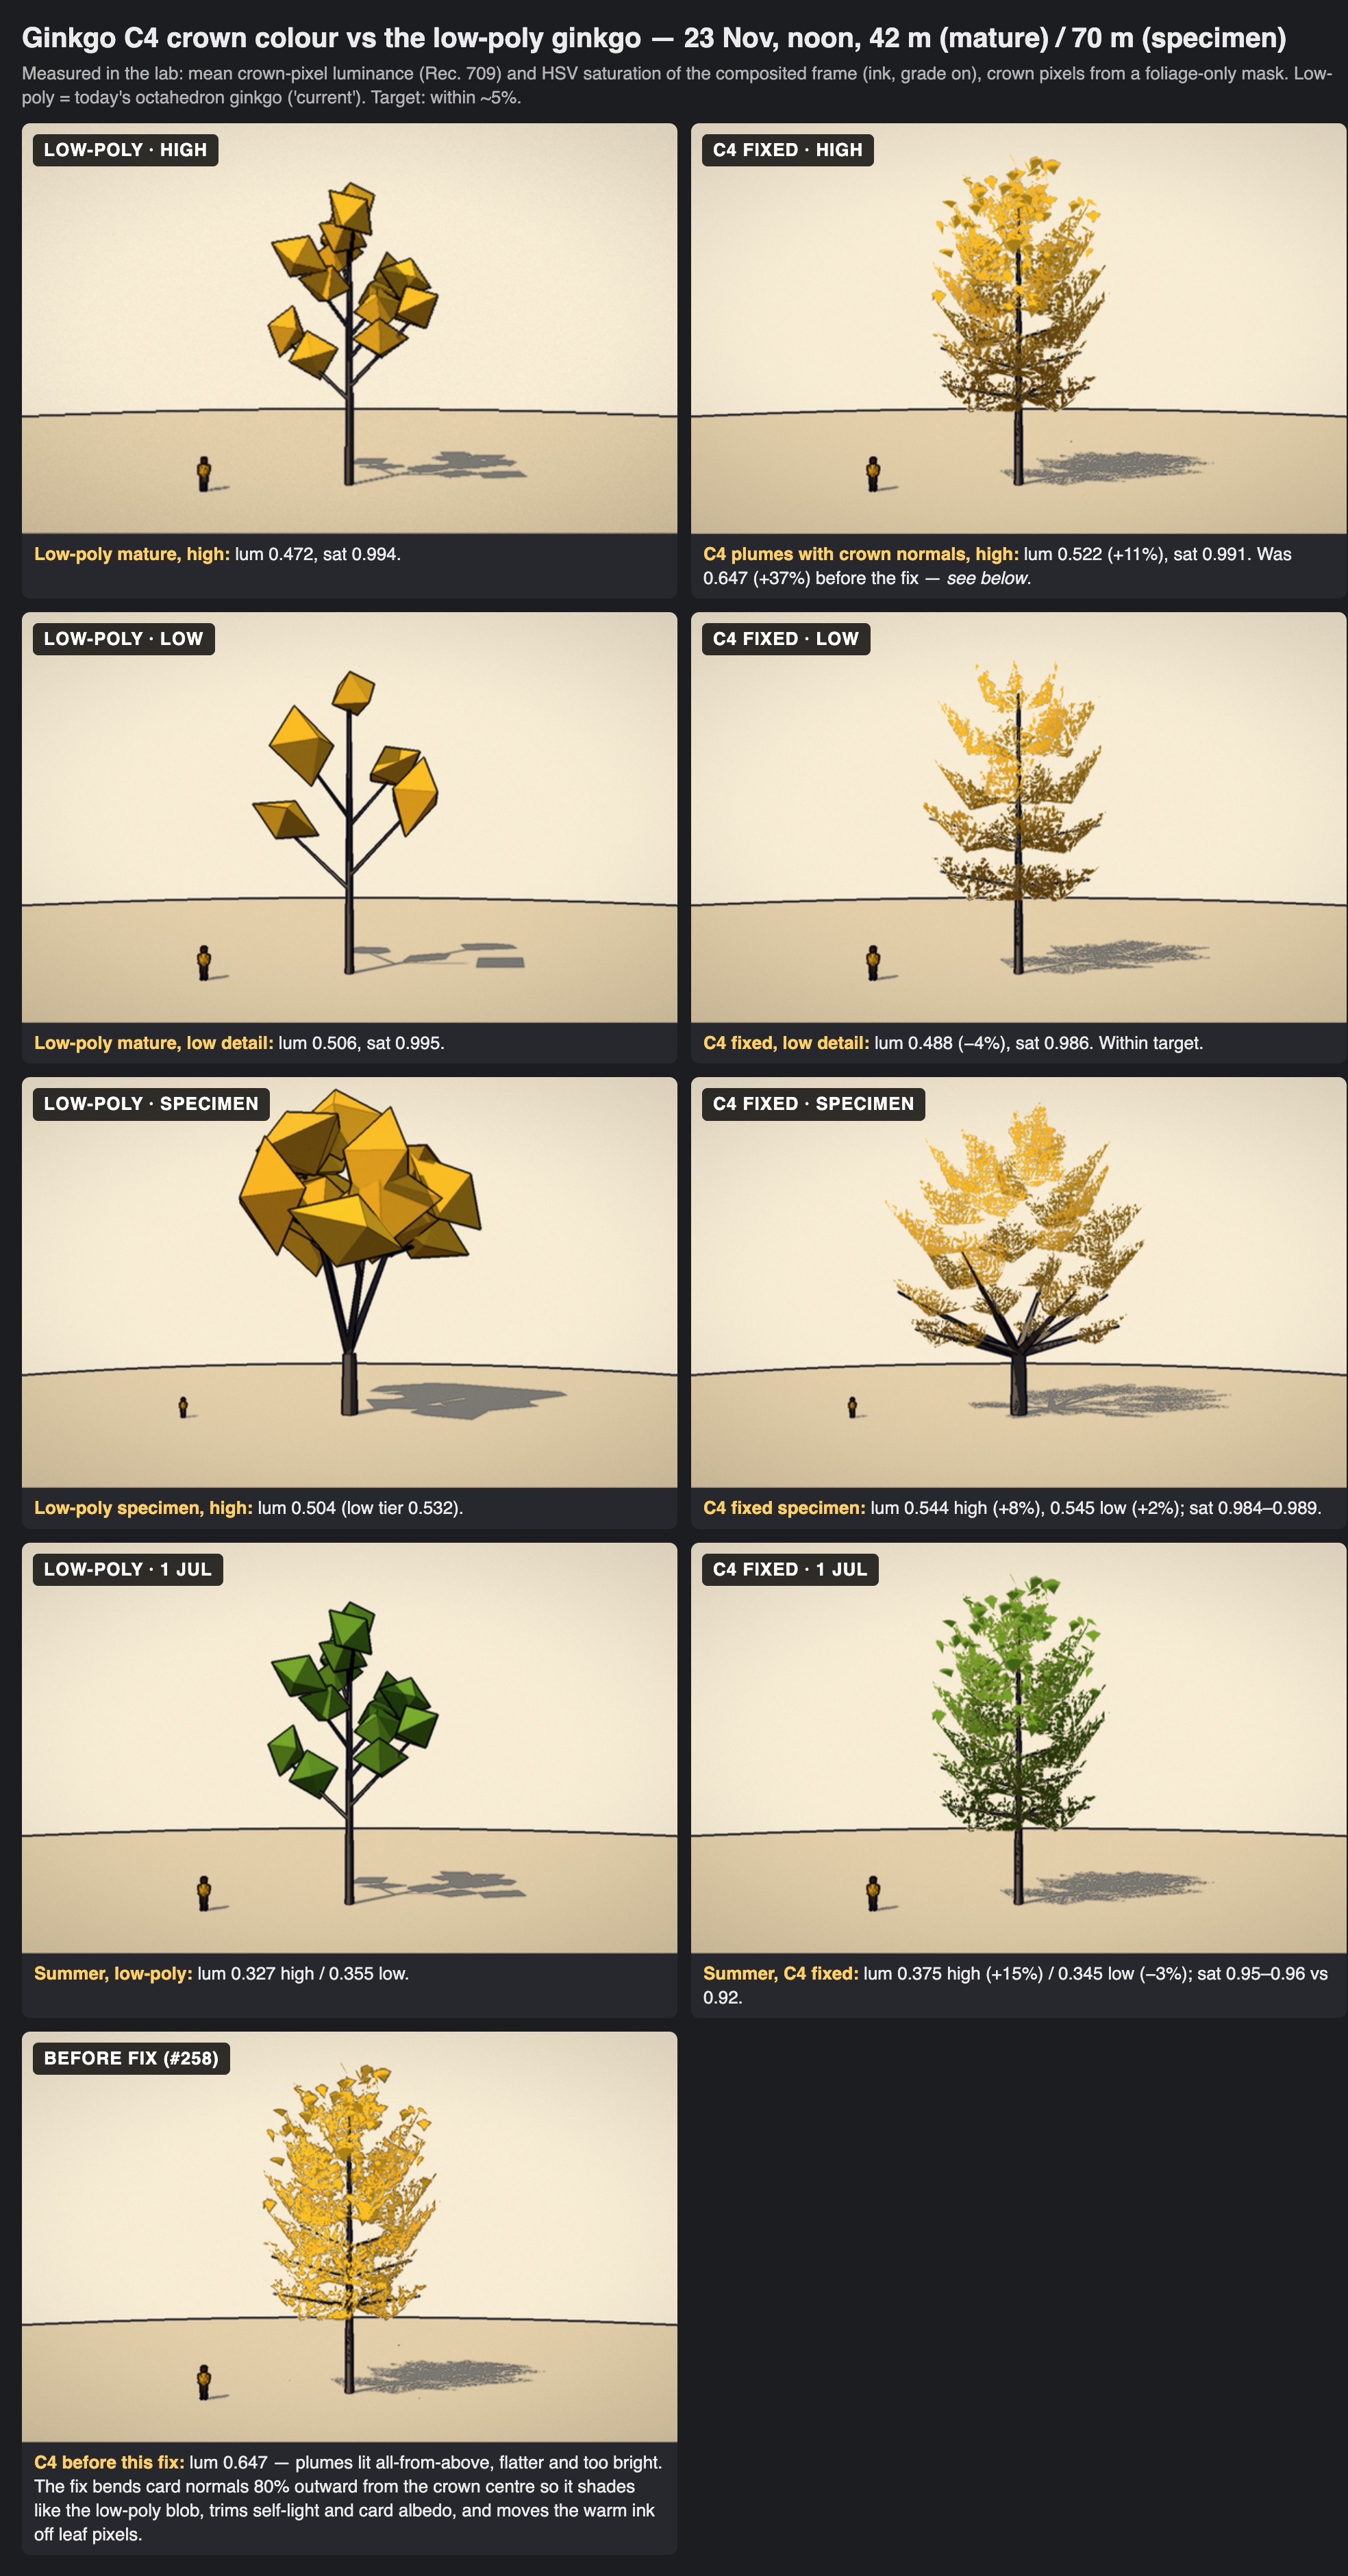 Ginkgo C4 crown colour vs the low-poly ginkgo — 23 Nov, noon, 42 m (mature) / 70 m (specimen)
Measured in the lab: mean crown-pixel luminance (Rec. 709) and HSV saturation of the composited frame (ink, grade on), crown pixels from a foliage-only mask. Low-
poly = today's octahedron ginkgo ('current'). Target: within ~5%.
LOW-POLY · HIGH
Low-poly mature, high: lum 0.472, sat 0.994.
C4 FIXED · HIGH
C4 plumes with crown normals, high: lum 0.522 (+11%), sat 0.991. Was
0.647 (+37%) before the fix — see below.
LOW-POLY · LOW
Low-poly mature, low detail: lum 0.506, sat 0.995.
C4 FIXED · LOW
C4 fixed, low detail: lum 0.488 (−4%), sat 0.986. Within target.
LOW-POLY · SPECIMEN
Low-poly specimen, high: lum 0.504 (low tier 0.532).
C4 FIXED · SPECIMEN
C4 fixed specimen: lum 0.544 high (+8%), 0.545 low (+2%); sat 0.984–0.989.
LOW-POLY · 1 JUL
Summer, low-poly: lum 0.327 high / 0.355 low.
C4 FIXED · 1 JUL
Summer, C4 fixed: lum 0.375 high (+15%) / 0.345 low (−3%); sat 0.95–0.96 vs
0.92.
BEFORE FIX (#258)
C4 before this fix: lum 0.647 — plumes lit all-from-above, flatter and too bright.
The fix bends card normals 80% outward from the crown centre so it shades
like the low-poly blob, trims self-light and card albedo, and moves the warm ink
off leaf pixels.